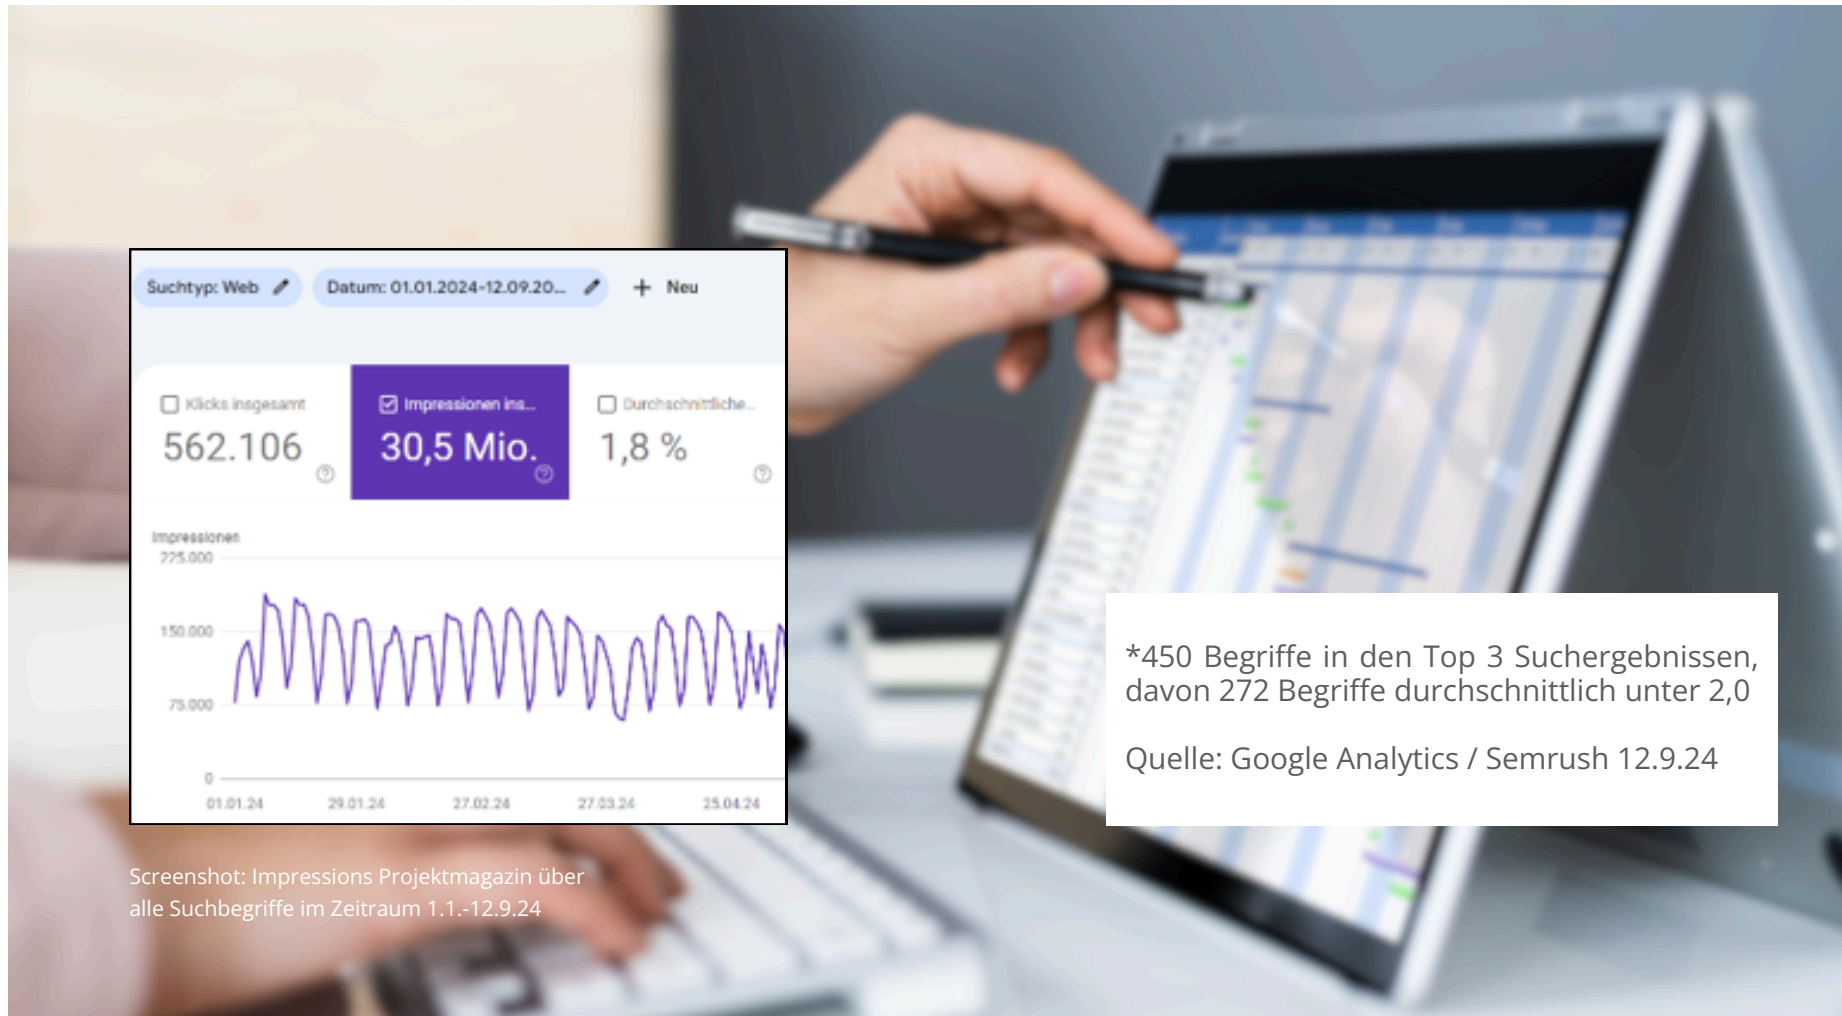 Suchtyp: Web
Datum: 01.01.2024-12.09.20...
+ Neu
Klicks insgesamt
562.106
Impressionen ins...
30,5 Mio.
Durchschnittliche...
1,8 %
Impressionen
225.000
150.000
75.000
0
01.01.24
29.01.24
27.02.24
27.03.24
25.04.24
*450 Begriffe in den Top 3 Suchergebnissen,
davon 272 Begriffe durchschnittlich unter 2,0
Quelle: Google Analytics / Semrush 12.9.24
Screenshot: Impressions Projektmagazin über
alle Suchbegriffe im Zeitraum 1.1.-12.9.24